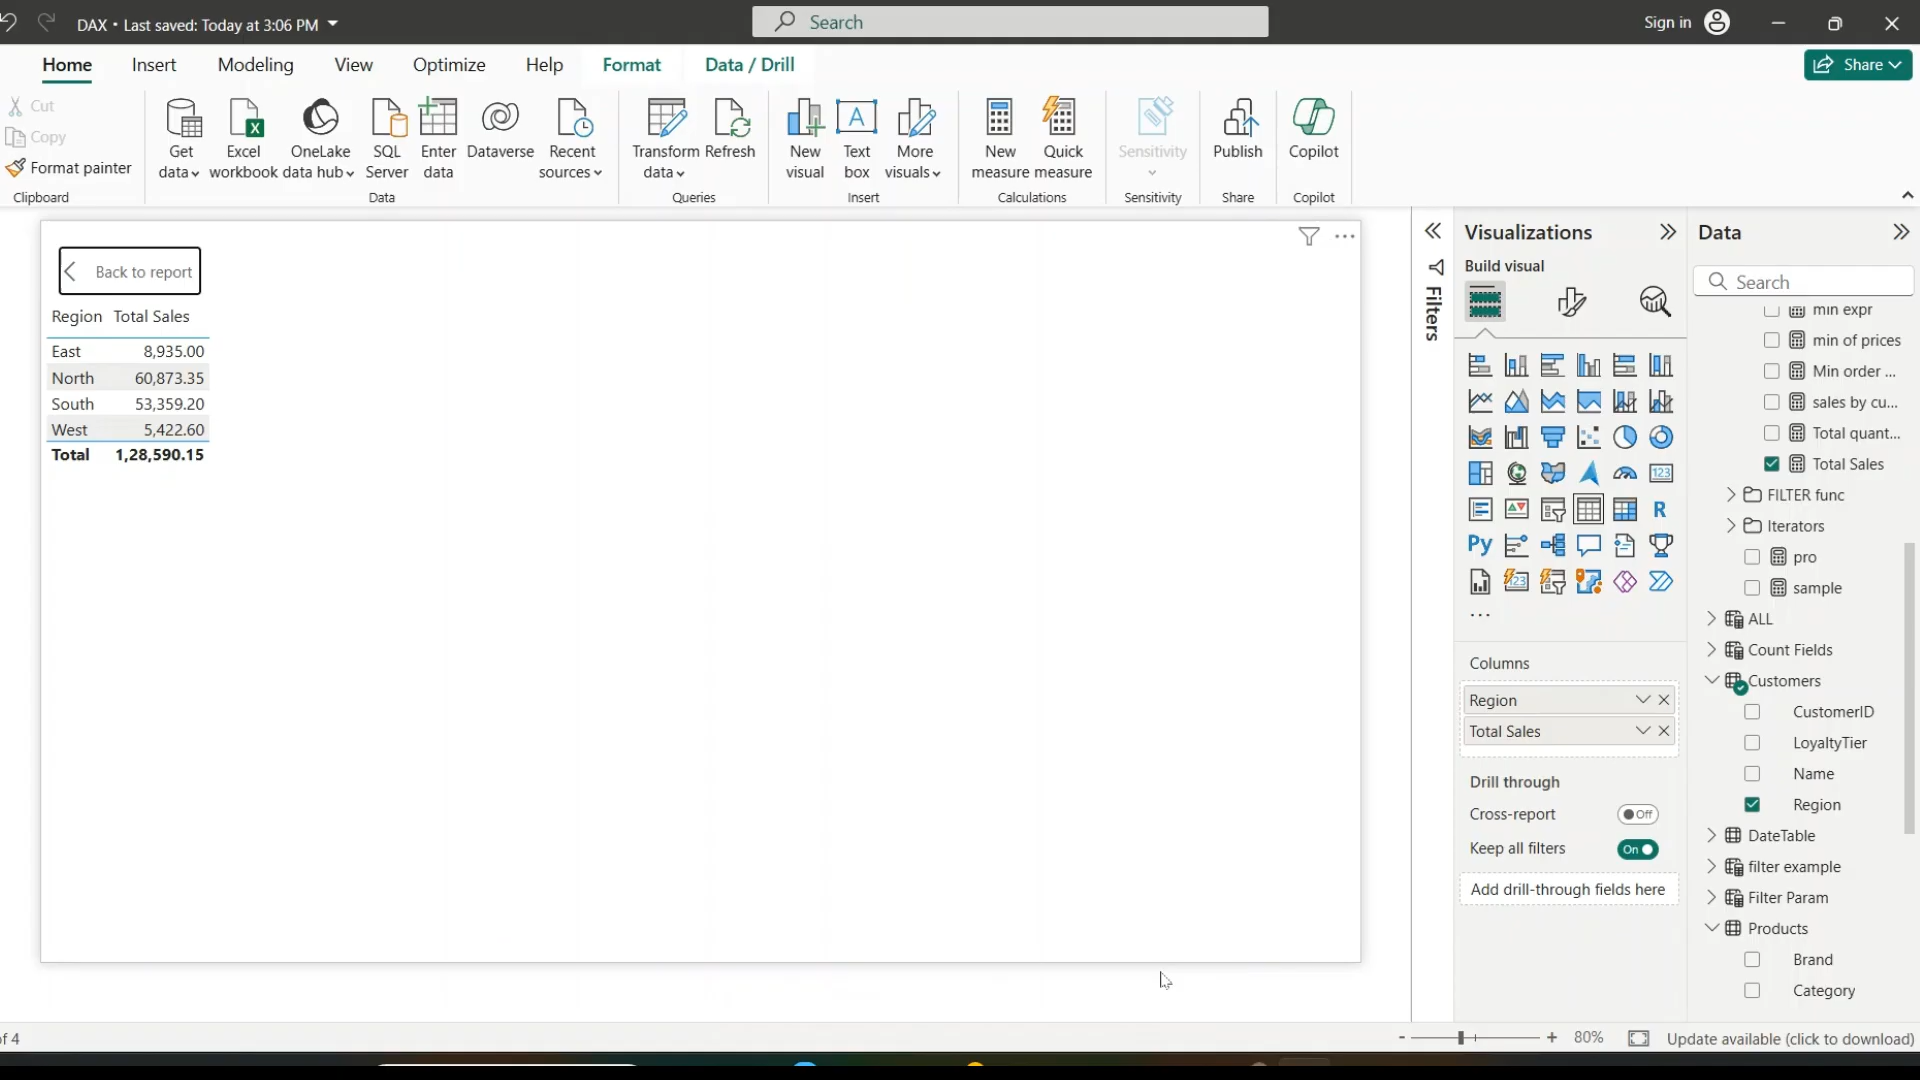 DAX • Last saved: Today at 3:06 PM
Search
Sign in
Home Insert Modeling View Optimize Help Format Data / Drill
Share
Cut
Copy
Format painter
Clipboard
Get data
Excel workbook
OneLake data hub
SQL Server
Enter data
Dataverse
Recent sources
Data
Transform data
Refresh
Queries
New visual
Text box
More visuals
Insert
New measure
Quick measure
Calculations
Sensitivity
Sensitivity
Publish
Share
Copilot
Copilot
Back to report
Region Total Sales
East 8,935.00
North 60,873.35
South 53,359.20
West 5,422.60
Total 1,28,590.15
Filters
Visualizations
Build visual
123
R
Py
123
Columns
Region
Total Sales
Drill through
Cross-report Off
Keep all filters On
Add drill-through fields here
Data
Search
min expr
min of prices
Min order ...
sales by cu...
Total quant...
Total Sales
FILTER func
Iterators
pro
sample
ALL
Count Fields
Customers
CustomerID
LoyaltyTier
Name
Region
DateTable
filter example
Filter Param
Products
Brand
Category
of 4
- + 80%
Update available (click to download)